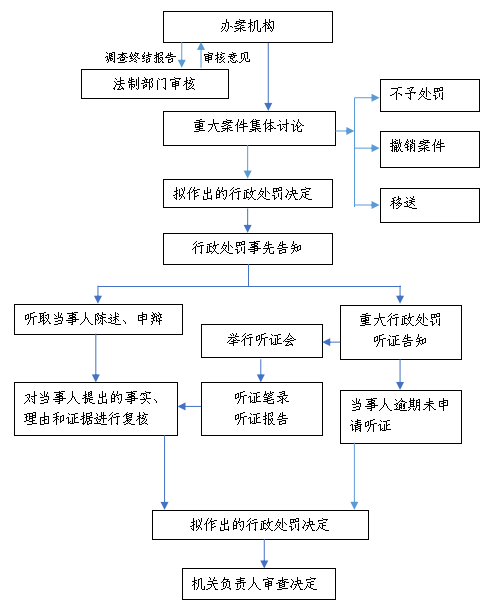 办案机构
调查终结报告
审核意见
法制部门审核
不予处罚
重大案件集体讨论
撤销案件
拟作出的行政处罚决定
移送
行政处罚事先告知
听取当事人陈述、申辩
重大行政处罚
听证告知
举行听证会
对当事人提出的事实、
理由和证据进行复核
听证笔录
听证报告
当事人逾期未申
请听证
拟作出的行政处罚决定
机关负责人审查决定